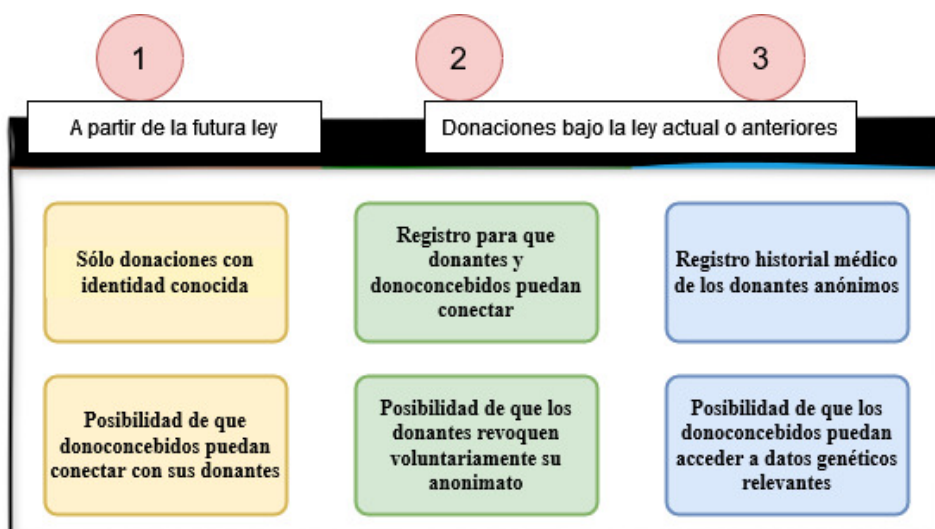 1
2
3
A partir de la futura ley
Donaciones bajo la ley actual o anteriores
Sólo donaciones con
identidad conocida
Registro para que
donantes y
donoconcebidos puedan
conectar
Registro historial médico
de los donantes anónimos
Posibilidad de que
donoconcebidos puedan
conectar con sus donantes
Posibilidad de que los
donantes revoquen
voluntariamente su
anonimato
Posibilidad de que los
donoconcebidos puedan
acceder a datos genéticos
relevantes